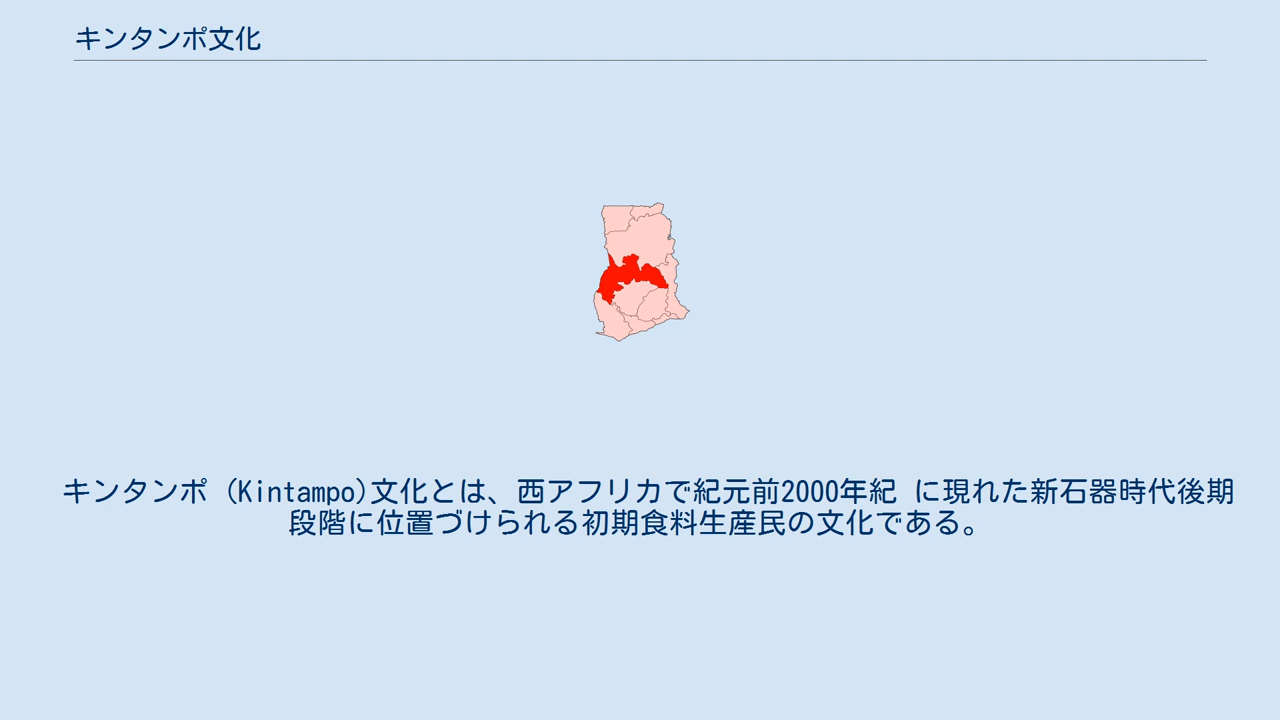 キンタンポ文化
キンタンポ (Kintampo)文化とは、西アフリカで紀元前2000年紀 に現れた新石器時代後期
段階に位置づけられる初期食料生産民の文化である。